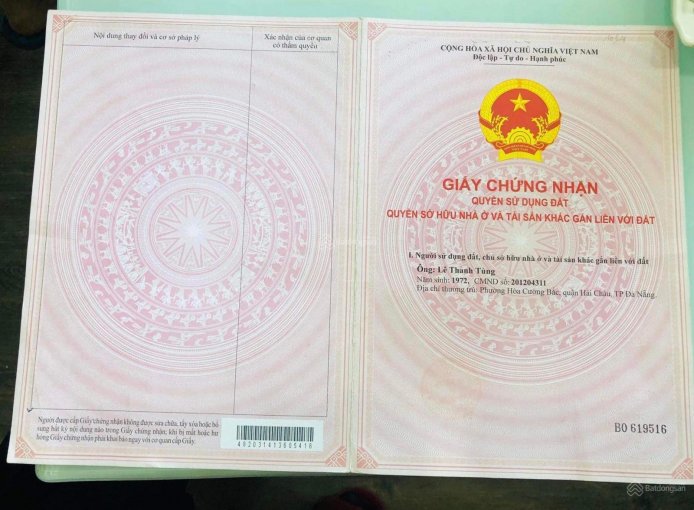 Nội dung thay đổi và cơ sở pháp lý
Xác nhận của cơ quan
có thẩm quyền
Người được cấp Giấy chứng nhận không được sửa chữa, tẩy xóa hoặc bổ
sung bất kỳ nội dung nào trong Giấy chứng nhận; khi bị mất hoặc hư
hỏng Giấy chứng nhận phải khai báo ngay với cơ quan cấp Giấy.
402031413605418
CỘNG HÒA XÃ HỘI CHỦ NGHĨA VIỆT NAM
Độc lập - Tự do - Hạnh phúc
GIẤY CHỨNG NHẬN
QUYỀN SỬ DỤNG ĐẤT
QUYỀN SỞ HỮU NHÀ Ở VÀ TÀI SẢN KHÁC GẮN LIỀN VỚI ĐẤT
I. Người sử dụng đất, chủ sở hữu nhà ở và tài sản khác gắn liền với đất
Ông: Lê Thanh Tùng
Năm sinh: 1972, CMND số: 201204311
Địa chỉ thường trú: Phường Hòa Cường Bắc, quận Hải Châu, TP Đà Nẵng.
BO 619516
Batdongsan
Batdongsan